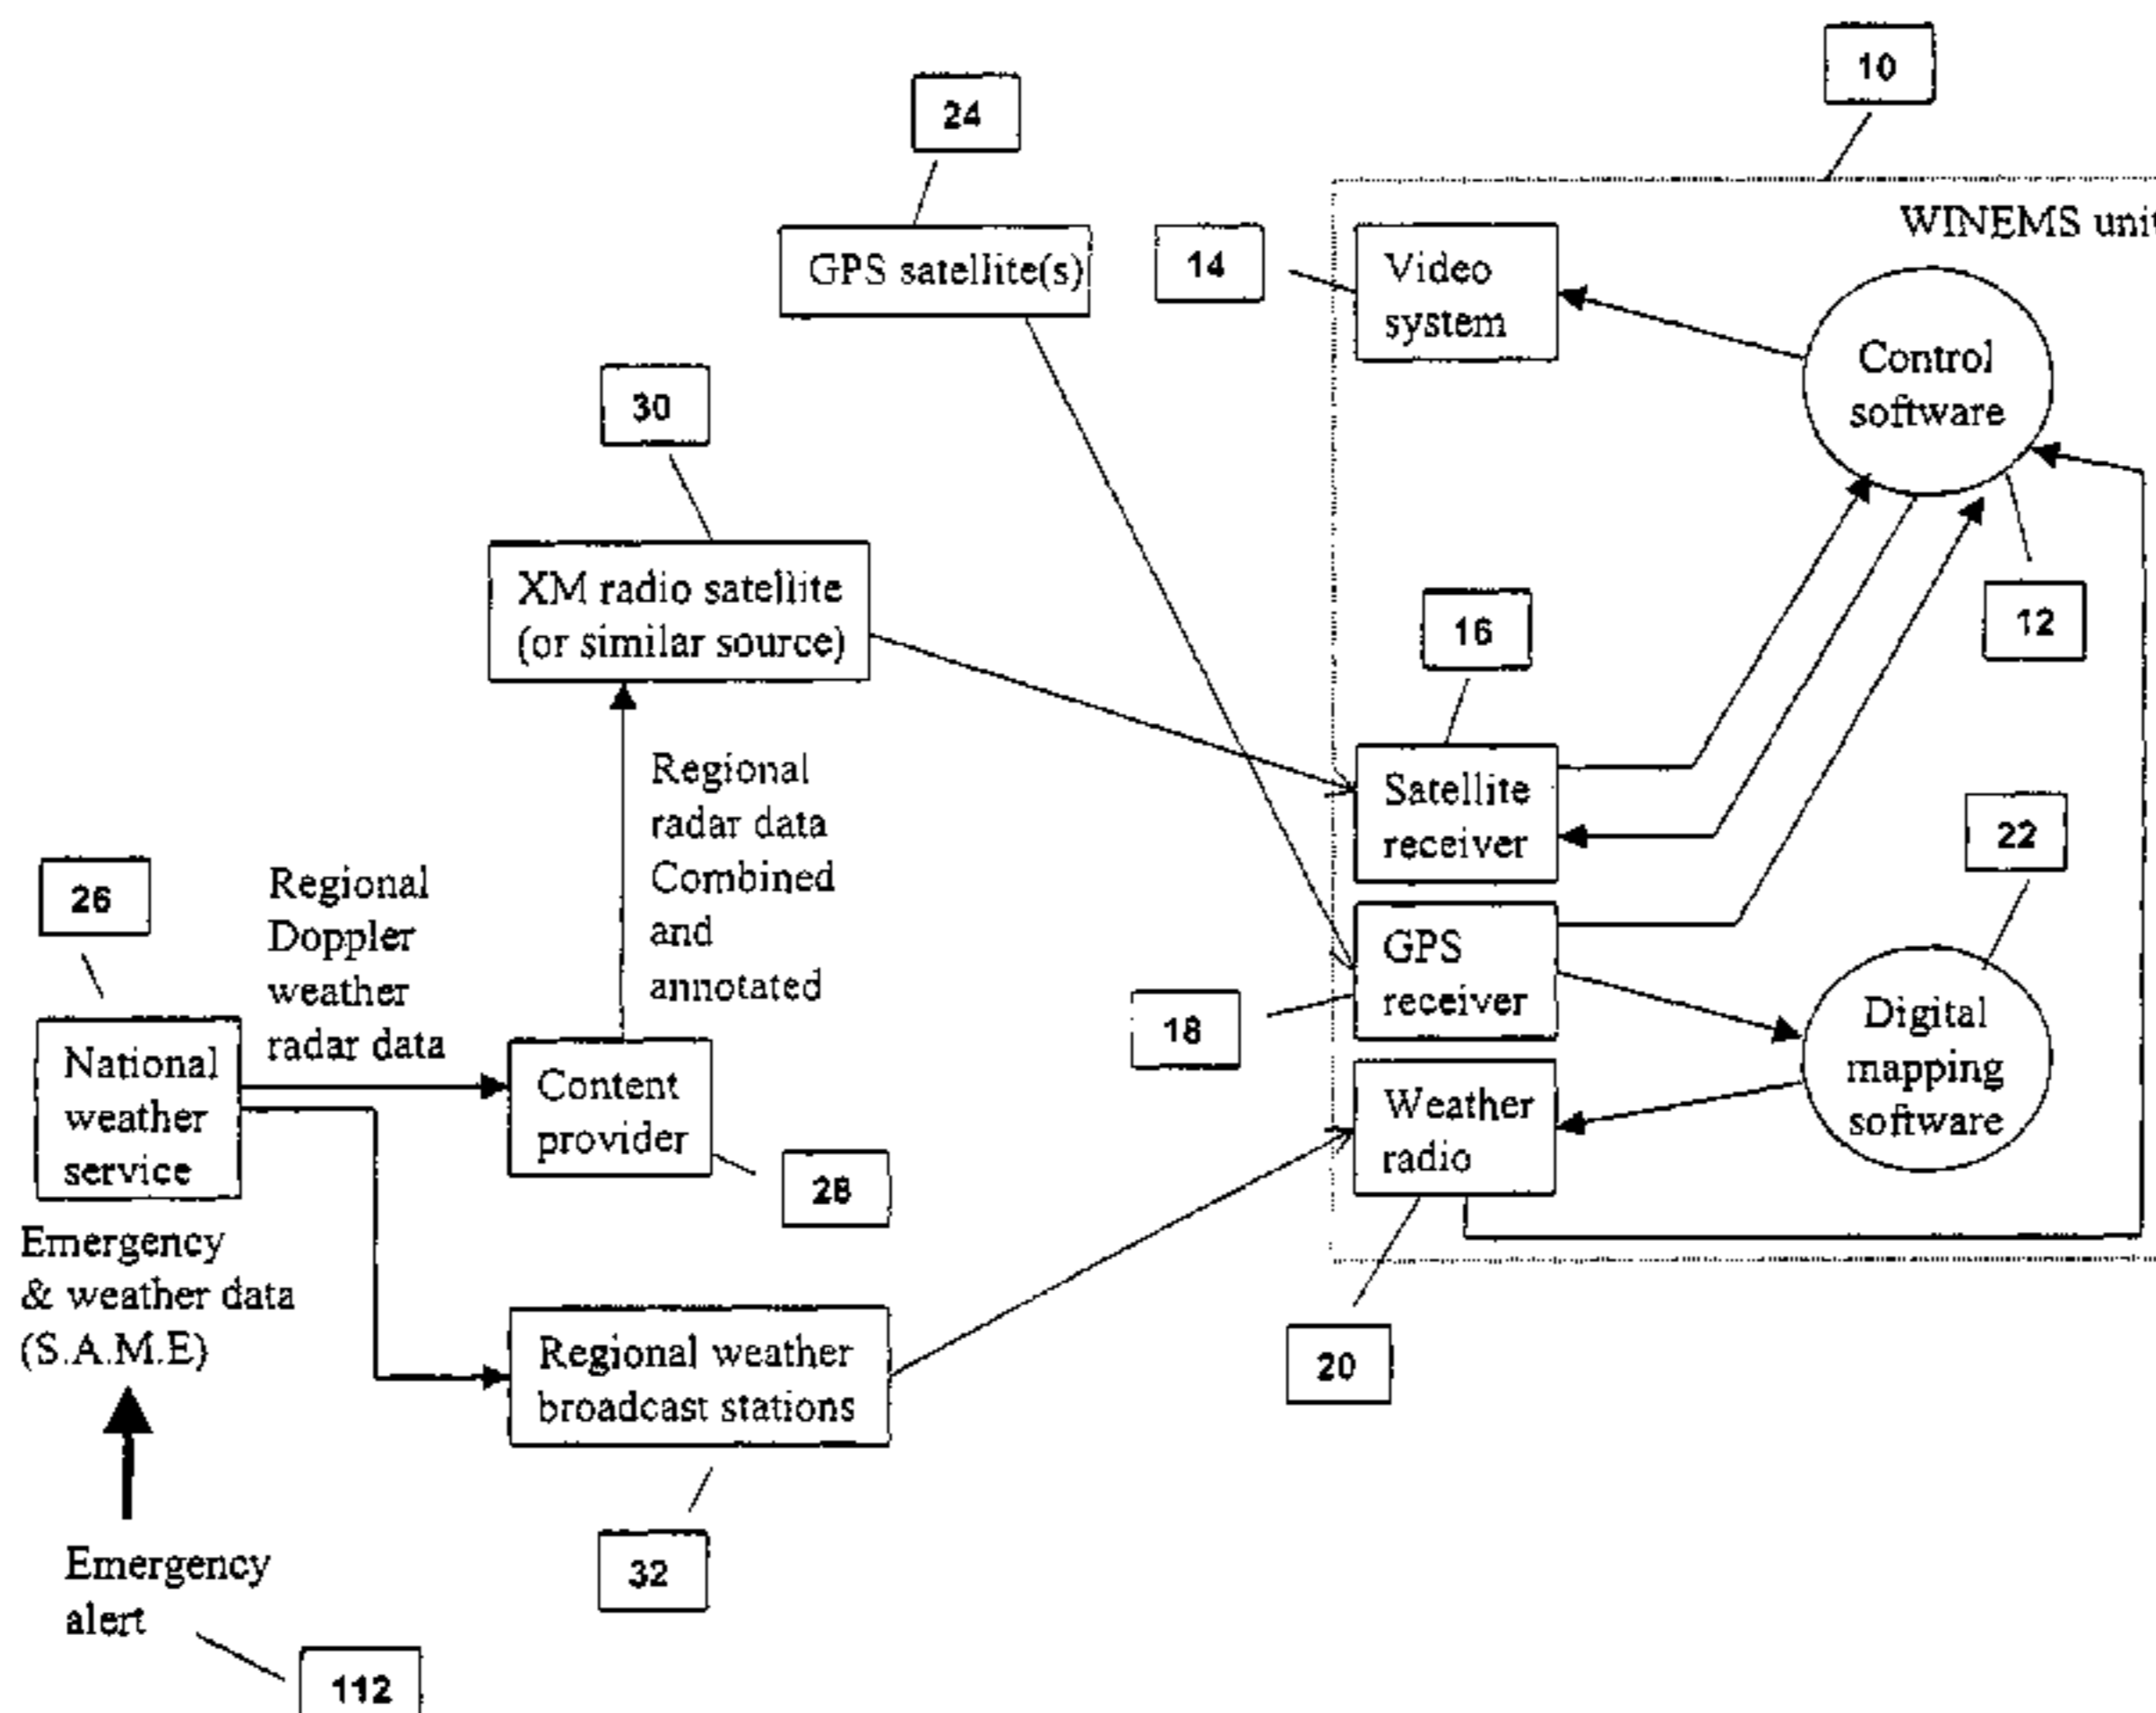 10
24
WINEMS unit
GPS satellite(s)
14
Video
system
Control
software
30
XM radio satellite
(or similar source)
16
12
Regional
radar data
Combined
and
annotated
Satellite
receiver
22
26
Regional
Doppler
weather
radar data
GPS
receiver
18
Digital
mapping
software
National
weather
service
Content
provider
28
Weather
radio
Emergency
& weather data
(S.A.M.E)
Regional weather
broadcast stations
20
32
Emergency
alert
112